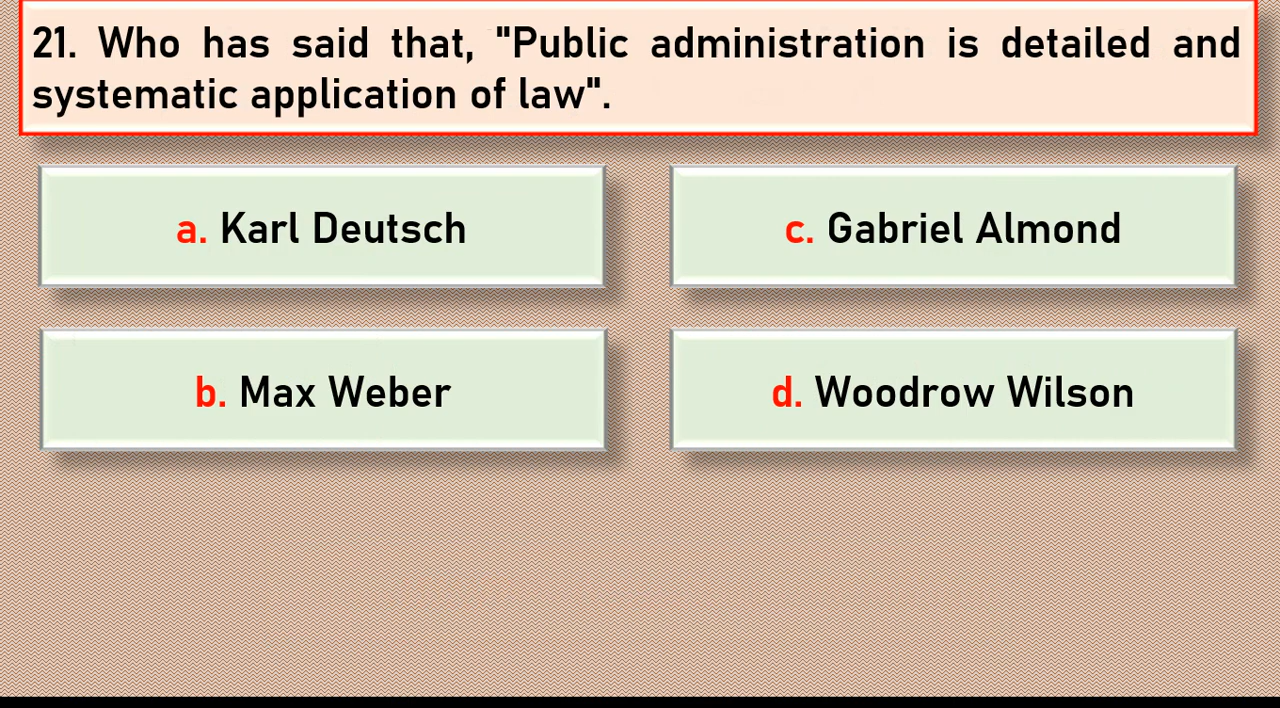 21. Who has said that, "Public administration is detailed and
systematic application of law".
a. Karl Deutsch
c. Gabriel Almond
b. Max Weber
d. Woodrow Wilson